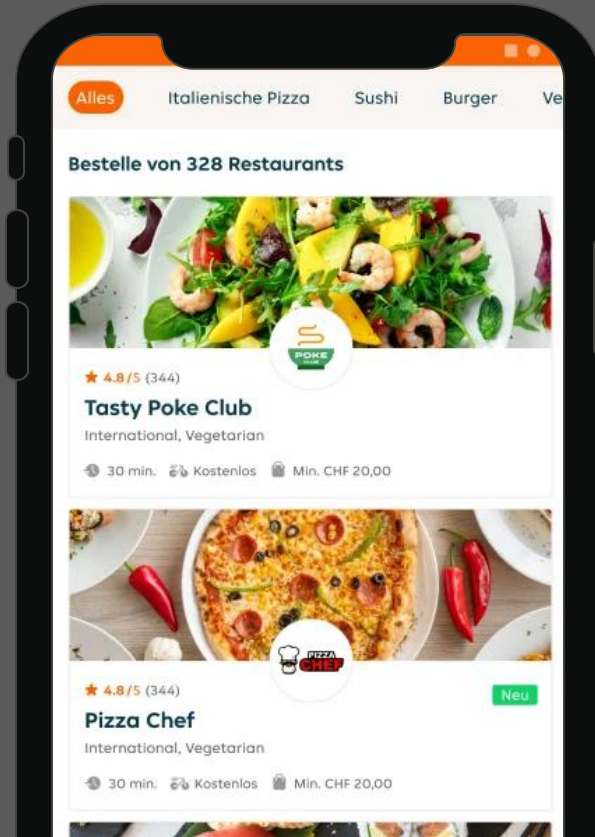 Alles Italienische Pizza Sushi Burger Ve
Bestelle von 328 Restaurants
POKE
CLUB
4.8/5 (344)
Tasty Poke Club
International, Vegetarian
30 min. Kostenlos Min. CHF 20,00
PIZZA
CHEF
4.8/5 (344)
Neu
Pizza Chef
International, Vegetarian
30 min. Kostenlos Min. CHF 20,00